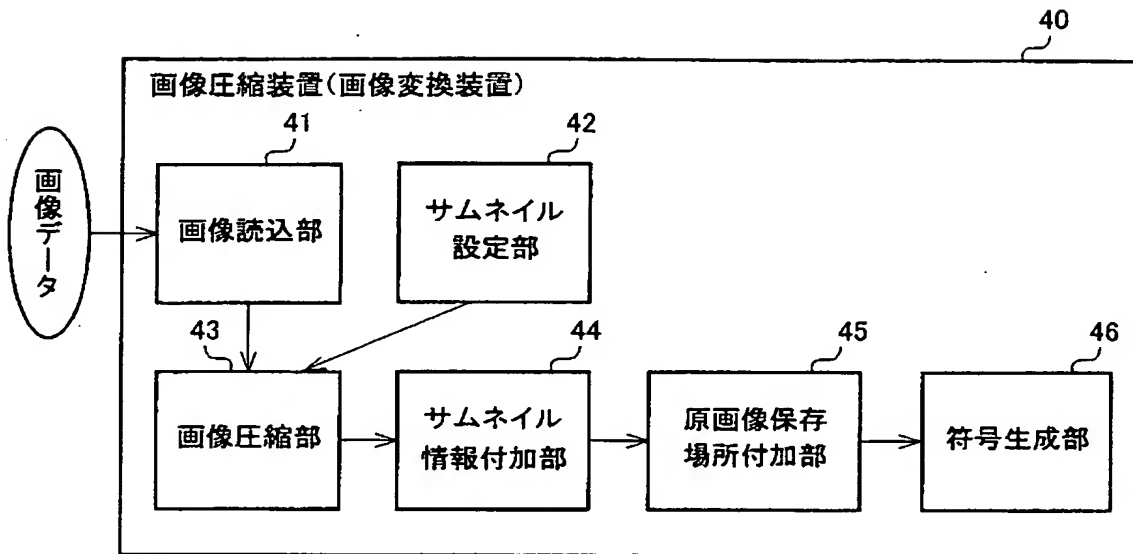 40
画像圧縮装置(画像変換装置)
41
42
画像データ
画像読込部
サムネイル
設定部
43
44
45
46
画像圧縮部
サムネイル
情報付加部
原画像保存
場所付加部
符号生成部